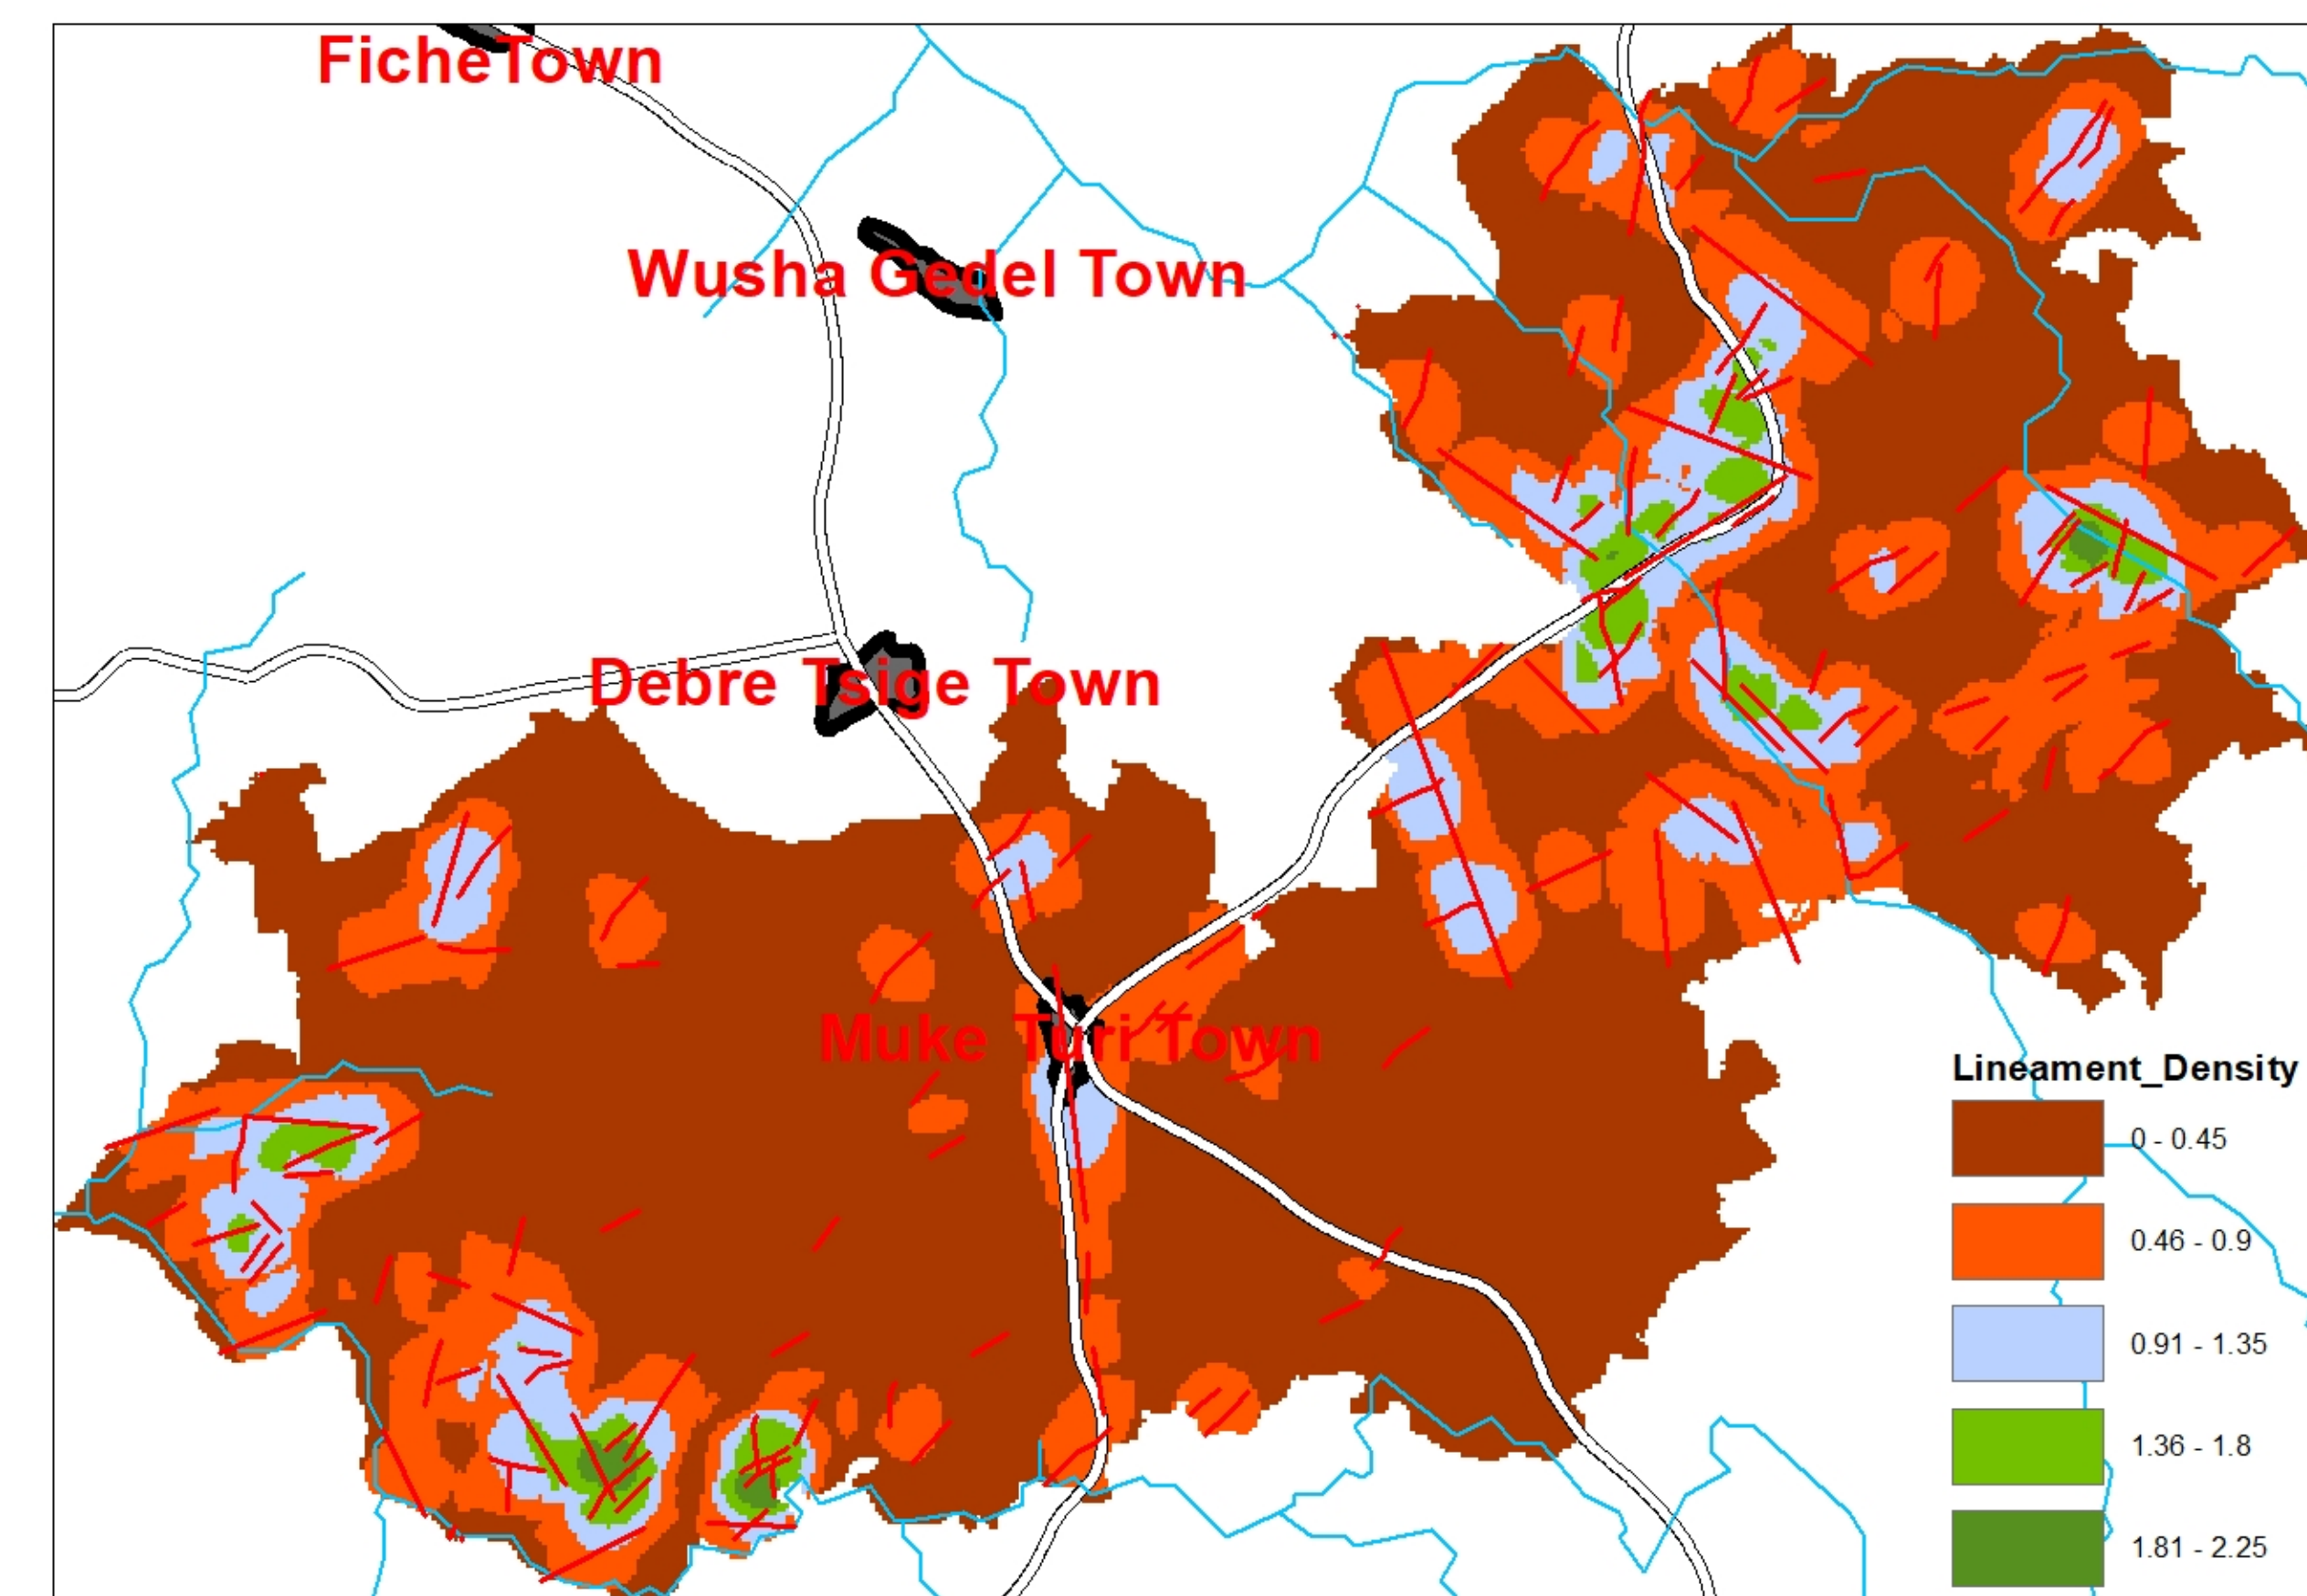 FicheTown
Wusha Gedel Town
Debre Tsige Town
Muke Turi Town
Lineament_Density
0 - 0.45
0.46 - 0.9
0.91 - 1.35
1.36 - 1.8
1.81 - 2.25